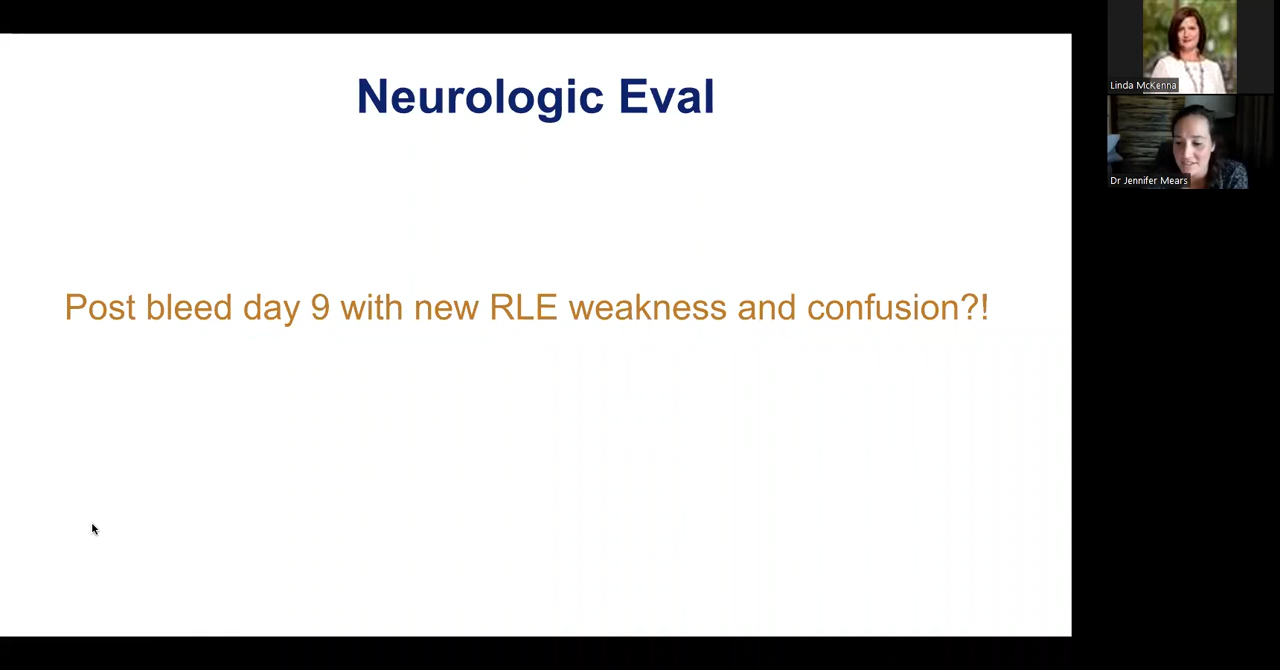 Neurologic Eval
Post bleed day 9 with new RLE weakness and confusion?!
Linda McKenna
Dr Jennifer Mears